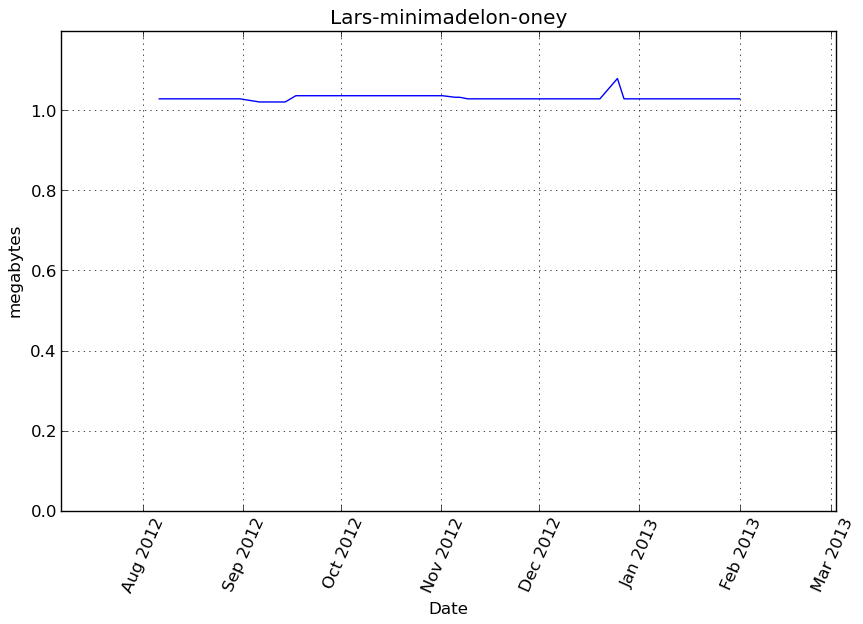 Lars-minimadelon-oney
1.0
0.8
0.6
0.4
0.2
0.0
megabytes
Aug 2012
Sep 2012
Oct 2012
Nov 2012
Dec 2012
Jan 2013
Feb 2013
Mar 2013
Date